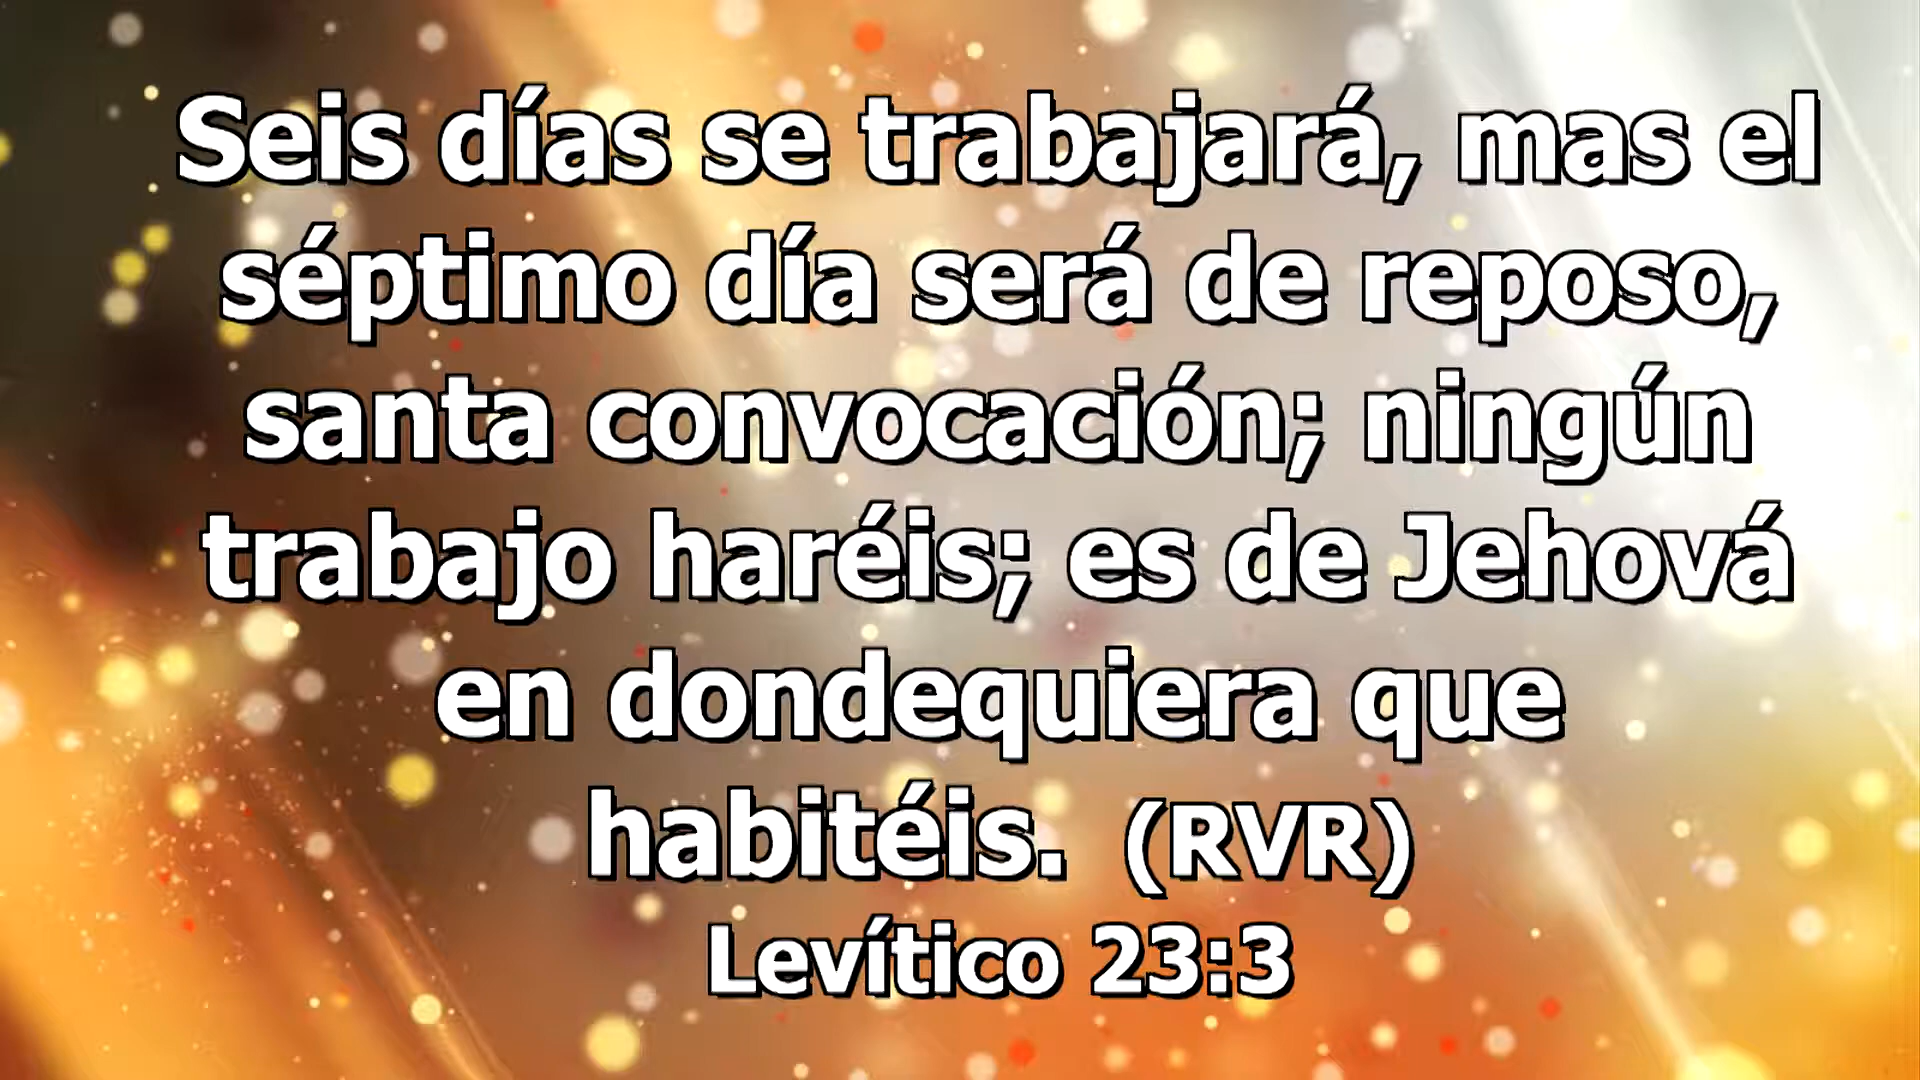 Seis días se trabajará, mas el
séptimo día será de reposo,
santa convocación; ningún
trabajo haréis; es de Jehová
en dondequiera que
habitéis. (RVR)
Levítico 23:3